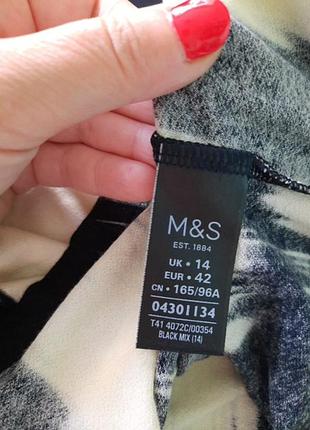 M&S
EST. 1884
UK • 14
EUR • 42
CN • 165/96A
04301134
T41 4072C/00354
BLACK MIX (14)